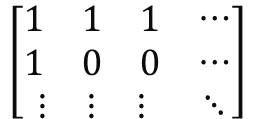 [1 1 1 ⋯]
[1 0 0 ⋯]
[⋮ ⋮ ⋮ ⋱]